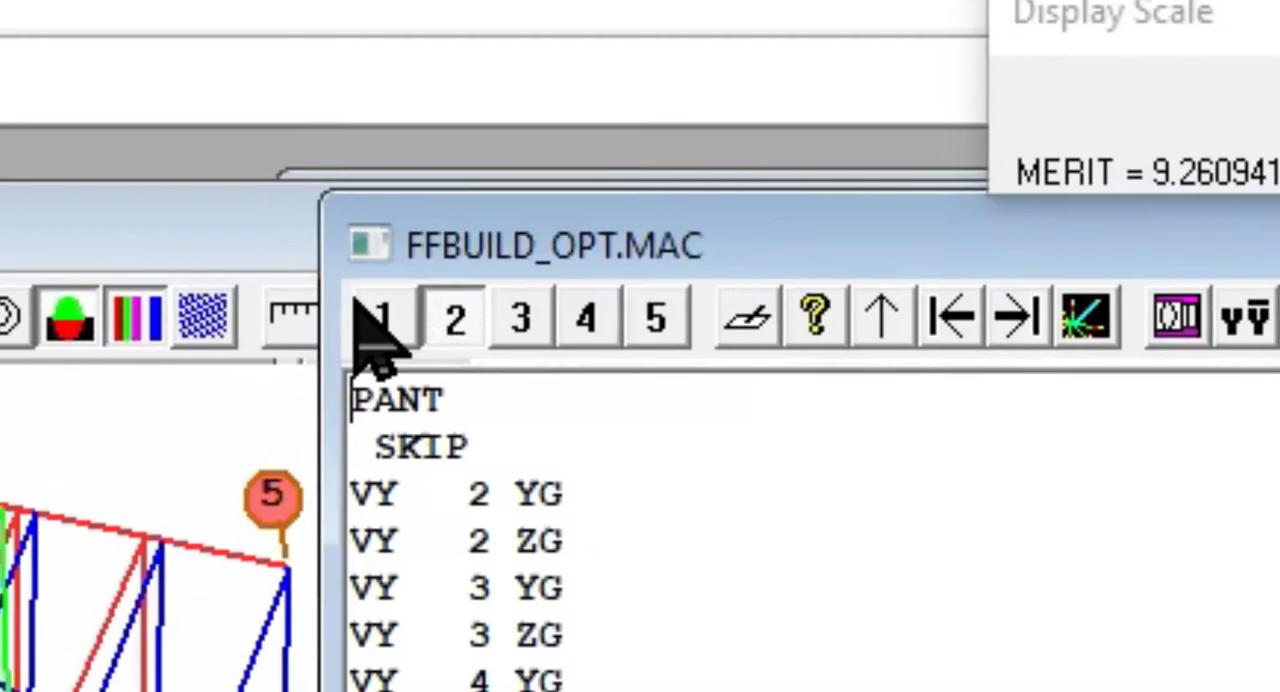 Display Scale
MERIT = 9.260941
FFBUILD_OPT.MAC
1 2 3 4 5 ?
PANT
SKIP
VY 2 YG
VY 2 ZG
VY 3 YG
VY 3 ZG
VY 4 YG
5